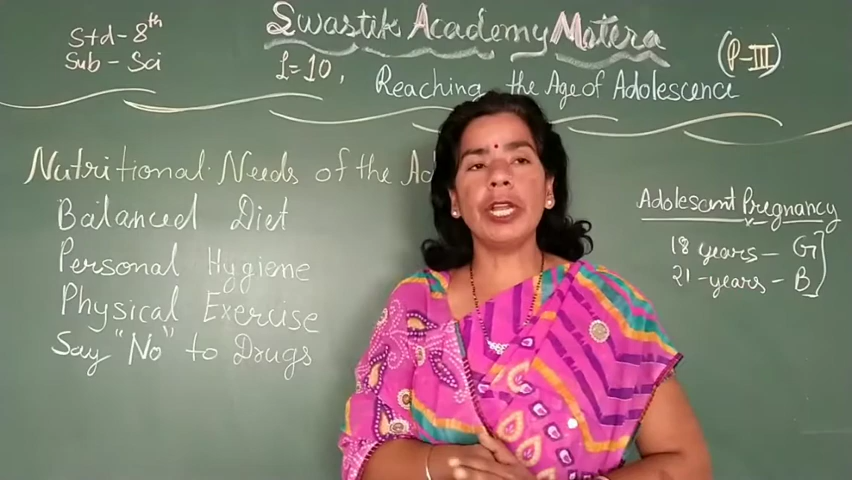 Std-8th
Sub - Sci
Swastik Academy Matera
L=10,
Reaching the Age of Adolescence
(P-III)
Nutritional Needs of the Ad
Balanced Diet
Personal Hygiene
Physical Exercise
Say "No" to Drugs
Adolescent Pregnancy
18 years - G
21-years - B